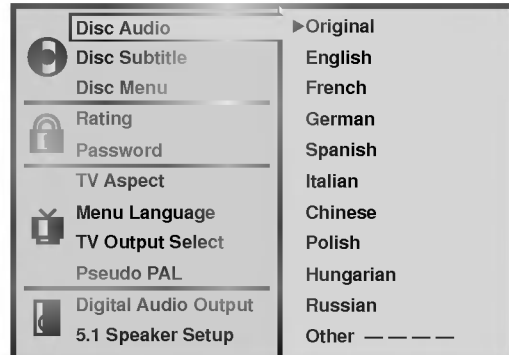 Disc Audio
Disc Subtitle
Disc Menu
Rating
Password
TV Aspect
Menu Language
TV Output Select
Pseudo PAL
Digital Audio Output
5.1 Speaker Setup
Original
English
French
German
Spanish
Italian
Chinese
Polish
Hungarian
Russian
Other — — — —